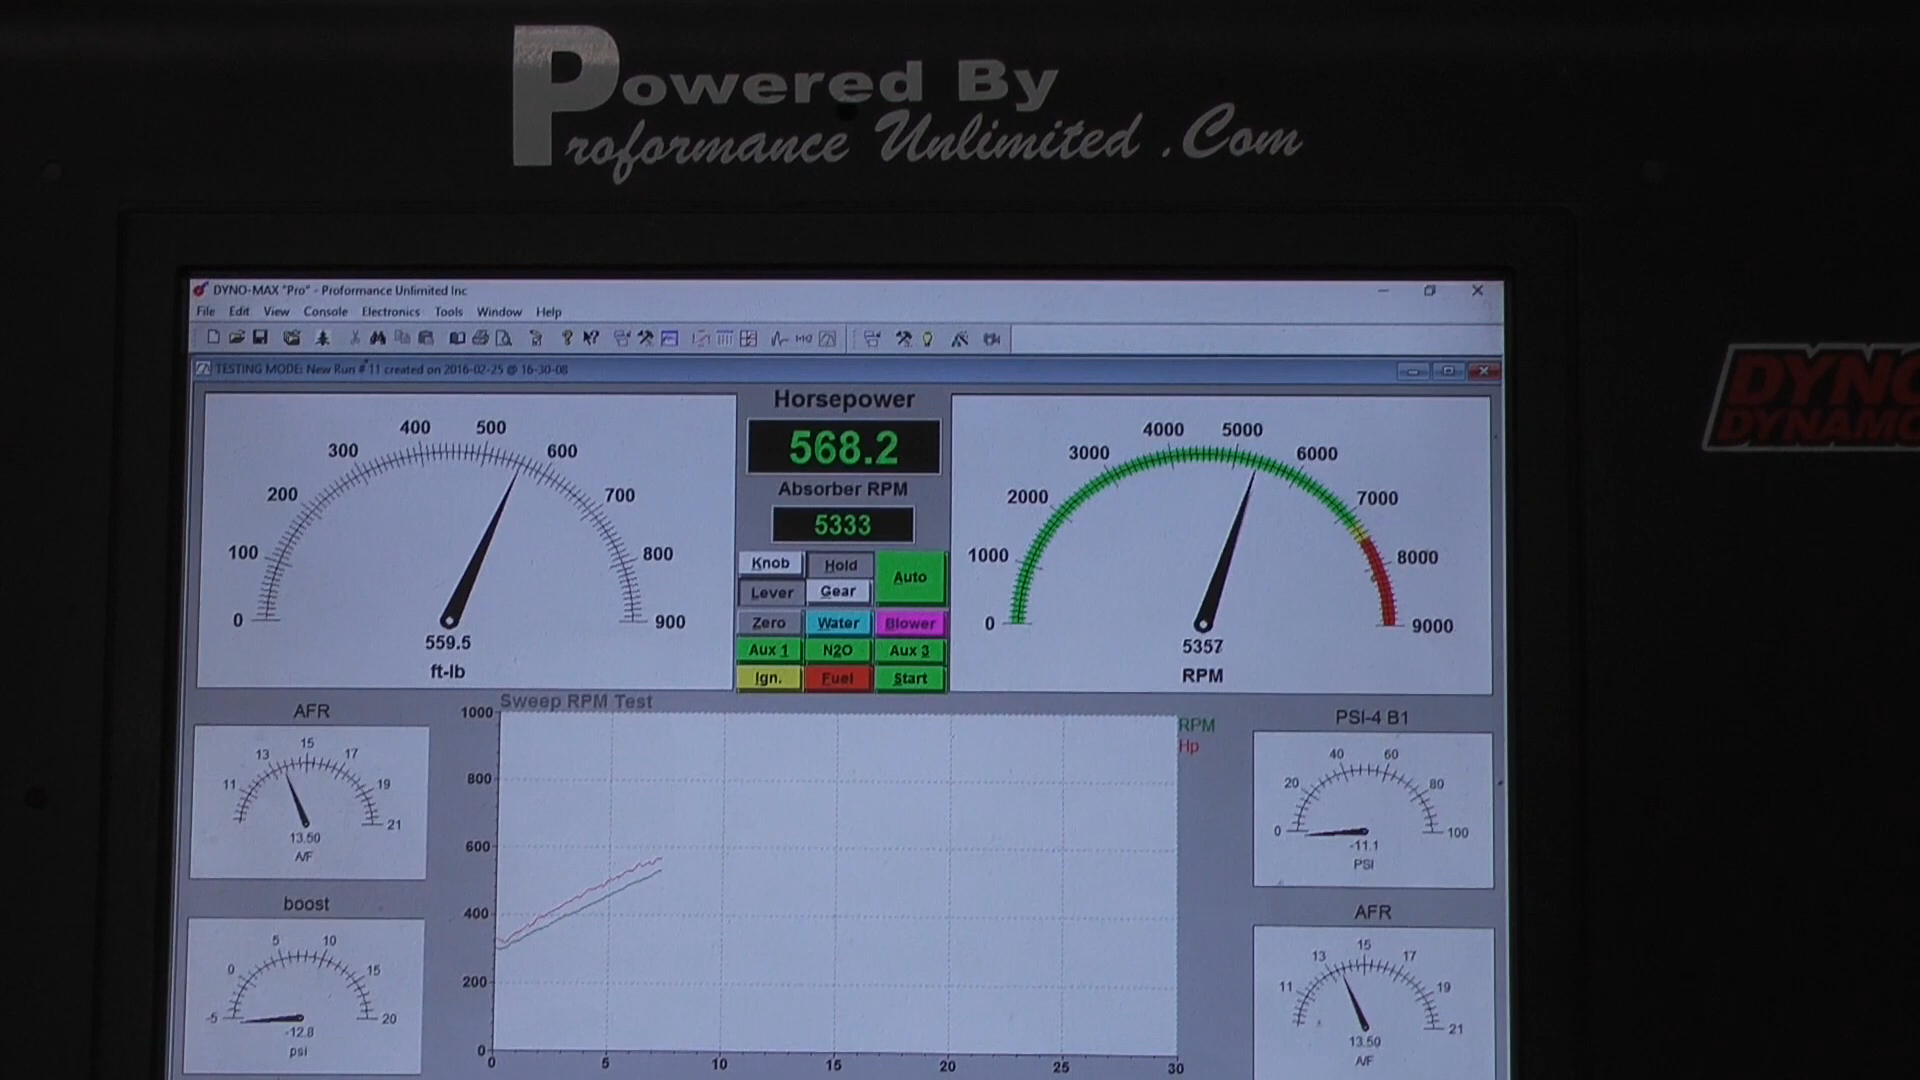 Powered By
Proformance Unlimited .Com
DYNO-MAX "Pro" - Proformance Unlimited Inc
File Edit View Console Electronics Tools Window Help
TESTING MODE: New Run #11 created on 2016-02-25 @ 16-30-08
0 100 200 300 400 500 600 700 800 900
559.5
ft-lb
Horsepower
568.2
Absorber RPM
5333
Knob Hold Auto
Lever Gear
Zero Water Blower
Aux 1 N2O Aux 3
Ign. Fuel Start
0 1000 2000 3000 4000 5000 6000 7000 8000 9000
5357
RPM
DYNO
DYNAMO
AFR
11 13 15 17 19 21
13.50
A/F
boost
-5 0 5 10 15 20
-12.8
psi
Sweep RPM Test
RPM
Hp
1000
800
600
400
200
0
0 5 10 15 20 25 30
PSI-4 B1
0 20 40 60 80 100
-11.1
PSI
AFR
11 13 15 17 19 21
13.50
A/F